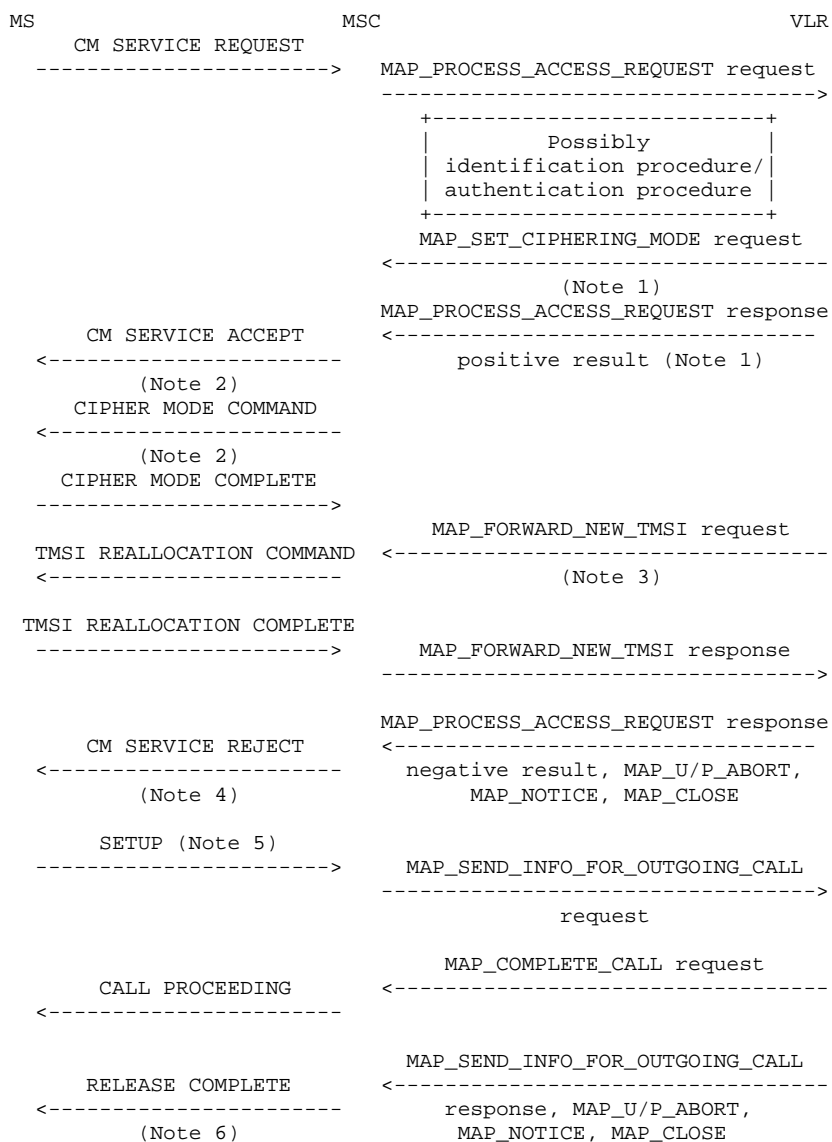 MS MSC VLR
CM SERVICE REQUEST
-----------------------> MAP_PROCESS_ACCESS_REQUEST request
---------------------------------->
+--------------------------+
| Possibly |
| identification procedure/|
| authentication procedure |
+--------------------------+
MAP_SET_CIPHERING_MODE request
<----------------------------------
(Note 1)
MAP_PROCESS_ACCESS_REQUEST response
CM SERVICE ACCEPT <---------------------------------
<----------------------- positive result (Note 1)
(Note 2)
CIPHER MODE COMMAND
<-----------------------
(Note 2)
CIPHER MODE COMPLETE
----------------------->
MAP_FORWARD_NEW_TMSI request
TMSI REALLOCATION COMMAND <----------------------------------
<----------------------- (Note 3)
TMSI REALLOCATION COMPLETE
-----------------------> MAP_FORWARD_NEW_TMSI response
---------------------------------->
MAP_PROCESS_ACCESS_REQUEST response
CM SERVICE REJECT <---------------------------------
<----------------------- negative result, MAP_U/P_ABORT,
(Note 4) MAP_NOTICE, MAP_CLOSE
SETUP (Note 5)
-----------------------> MAP_SEND_INFO_FOR_OUTGOING_CALL
---------------------------------->
request
MAP_COMPLETE_CALL request
CALL PROCEEDING <----------------------------------
<-----------------------
MAP_SEND_INFO_FOR_OUTGOING_CALL
RELEASE COMPLETE <----------------------------------
<----------------------- response, MAP_U/P_ABORT,
(Note 6) MAP_NOTICE, MAP_CLOSE